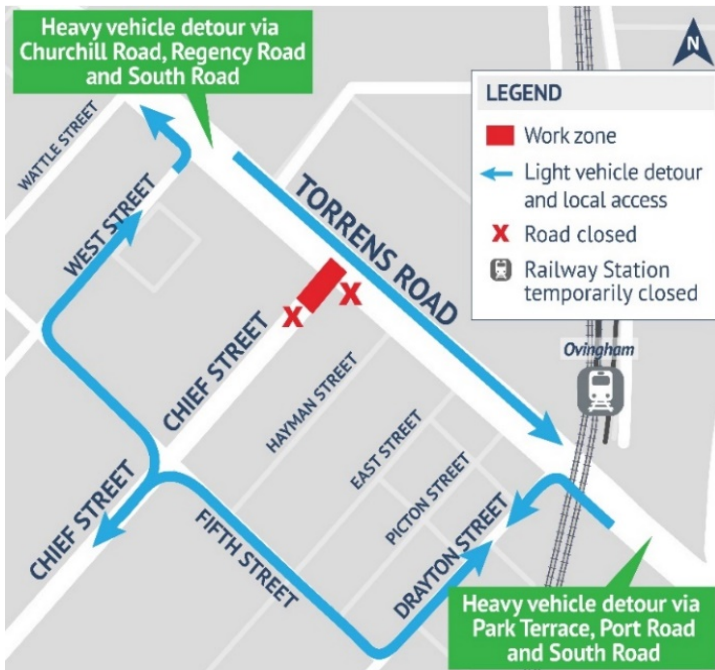 Heavy vehicle detour via
Churchill Road, Regency Road
and South Road
N
LEGEND
Work zone
Light vehicle detour
and local access
X Road closed
Railway Station
temporarily closed
WATTLE STREET
WEST STREET
TORRENS ROAD
X
X
CHIEF STREET
HAYMAN STREET
Ovingham
EAST STREET
PICTON STREET
CHIEF STREET
FIFTH STREET
DRAYTON STREET
Heavy vehicle detour via
Park Terrace, Port Road
and South Road